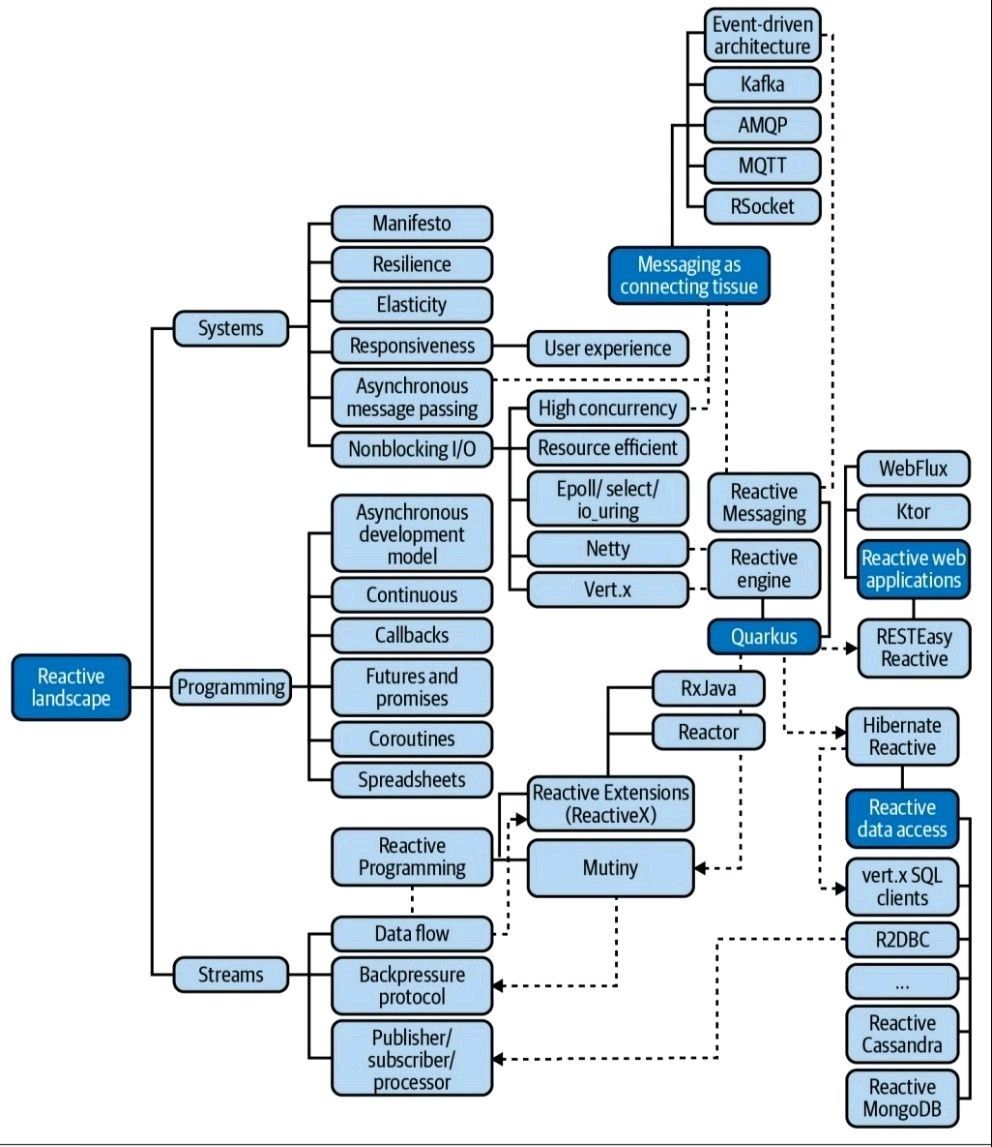 Event-driven
architecture
Kafka
AMQP
MQTT
RSocket
Messaging as
connecting tissue
Manifesto
Resilience
Elasticity
Systems
Responsiveness
User experience
Asynchronous
message passing
High concurrency
Nonblocking I/O
Resource efficient
Epoll/ select/
io_uring
Netty
Vert.x
Reactive
Messaging
Reactive
engine
Quarkus
WebFlux
Ktor
Reactive web
applications
RESTEasy
Reactive
Asynchronous
development
model
Continuous
Callbacks
Reactive
landscape
Programming
Futures and
promises
Coroutines
Spreadsheets
RxJava
Reactor
Reactive Extensions
(ReactiveX)
Reactive
Programming
Mutiny
Hibernate
Reactive
Reactive
data access
vert.x SQL
clients
R2DBC
...
Reactive
Cassandra
Reactive
MongoDB
Data flow
Streams
Backpressure
protocol
Publisher/
subscriber/
processor